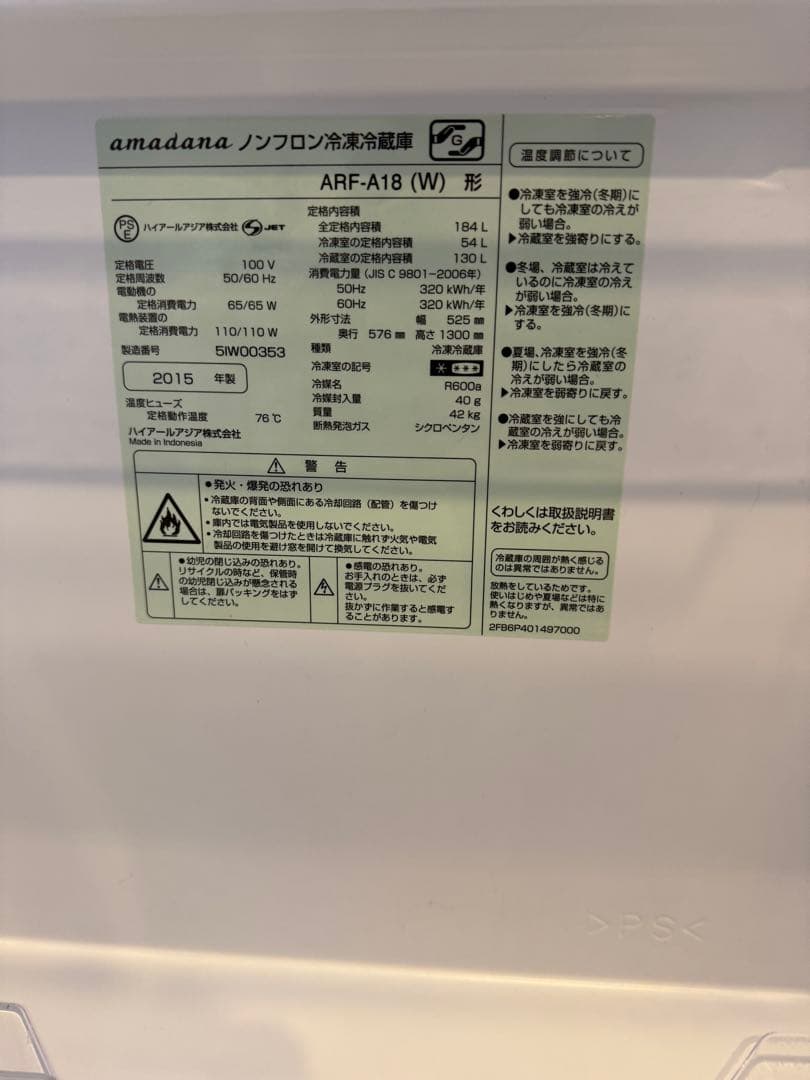 amadana ノンフロン冷凍冷蔵庫
G
ARF-A18 (W) 形
PS
E
ハイアールアジア株式会社 JET
定格電圧 100 V
定格周波数 50/60 Hz
電動機の
定格消費電力 65/65 W
電熱装置の
定格消費電力 110/110 W
製造番号 5IW00353
2015 年製
温度ヒューズ
定格動作温度 76℃
ハイアールアジア株式会社
Made in Indonesia
定格内容積
全定格内容積 184 L
冷凍室の定格内容積 54 L
冷蔵室の定格内容積 130 L
消費電力量 (JIS C 9801-2006年)
50Hz 320 kWh/年
60Hz 320 kWh/年
外形寸法 幅 525 mm
奥行 576 mm 高さ 1300 mm
種類 冷凍冷蔵庫
冷凍室の記号
冷媒名 R600a
冷媒封入量 40 g
質量 42 kg
断熱発泡ガス シクロペンタン
警 告
●発火・爆発の恐れあり
・冷蔵庫の背面や側面にある冷却回路(配管)を傷つけ
ないでください。
・庫内では電気製品を使用しないでください。
・冷却回路を傷つけたときは冷蔵庫に触れず火気や電気
製品の使用を避け窓を開けて換気してください。
●幼児の閉じ込みの恐れあり。
リサイクルの時など、保管時
の幼児閉じ込みが懸念される
場合は、扉パッキングをはず
してください。
●感電の恐れあり。
お手入れのときは、必ず
電源プラグを抜いてくだ
さい。
抜かずに作業すると感電す
ることがあります。
温度調節について
●冷凍室を強冷(冬期)に
しても冷凍室の冷えが
弱い場合。
▶冷蔵室を強寄りにする。
●冬場、冷蔵室は冷えて
いるのに冷凍室の冷え
が弱い場合。
▶冷凍室を強冷(冬期)に
する。
●夏場、冷凍室を強冷(冬
期)にしたら冷蔵室の
冷えが弱い場合。
▶冷凍室を弱寄りに戻す。
●冷蔵室を強にしても冷
蔵室の冷えが弱い場合。
▶冷凍室を弱寄りに戻す。
くわしくは取扱説明書
をお読みください。
冷蔵庫の周囲が熱く感じる
のは異常ではありません。
放熱をしているためです。
使いはじめや夏場などは特に
熱くなりますが、異常ではあ
りません。
2FB6P401497000
>PS<